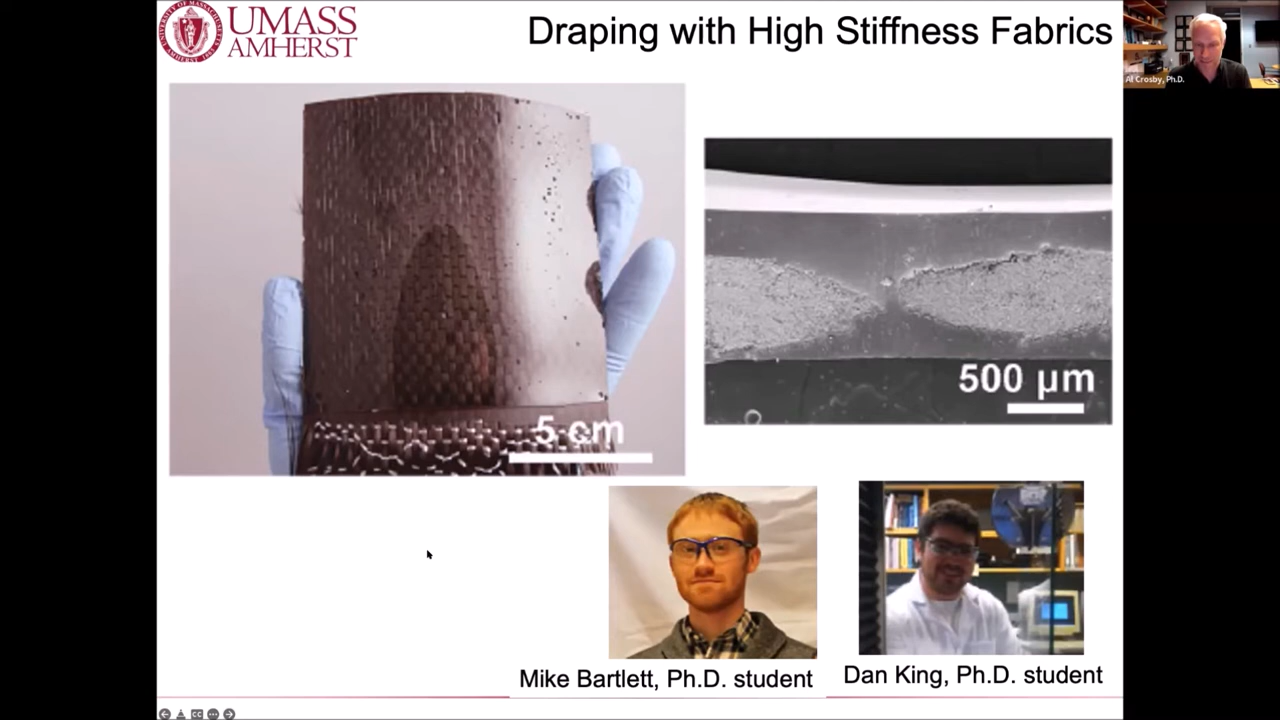 UMASS
AMHERST
Draping with High Stiffness Fabrics
Al Crosby, Ph.D.
5 cm
500 µm
Mike Bartlett, Ph.D. student
Dan King, Ph.D. student